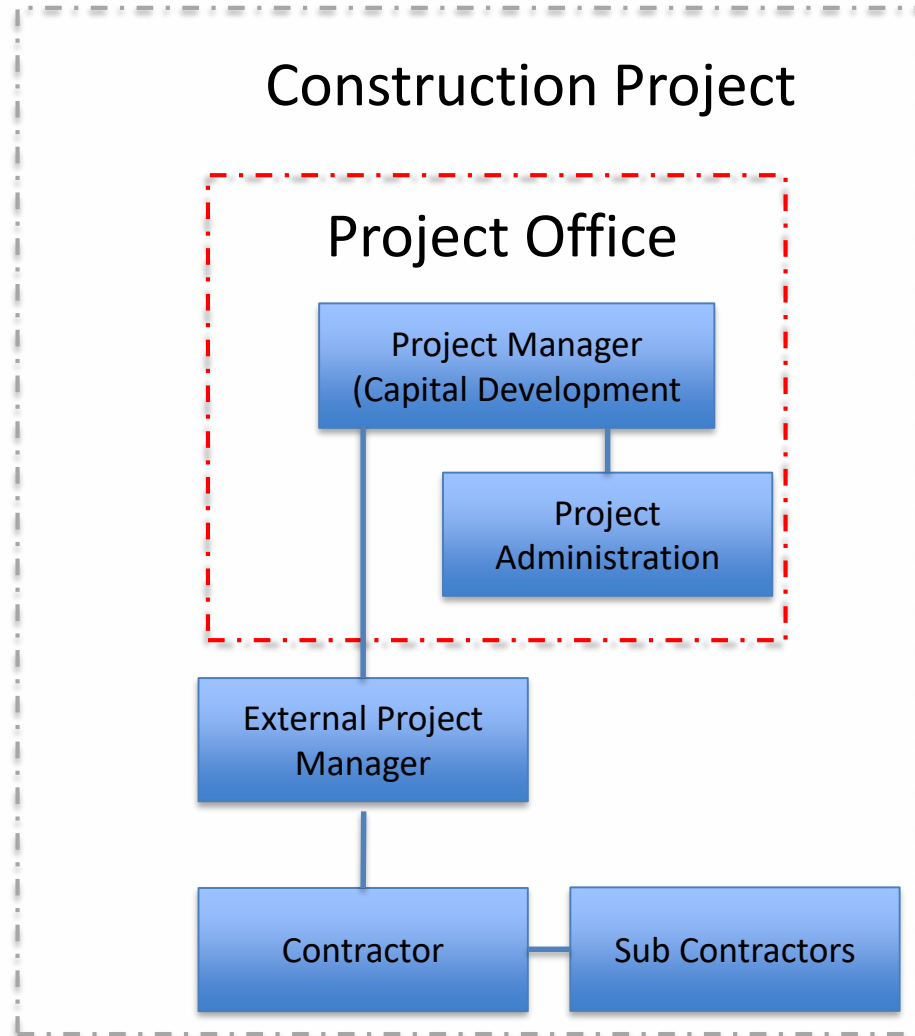 Construction Project
Project Office
Project Manager
(Capital Development
Project
Administration
External Project
Manager
Contractor
Sub Contractors